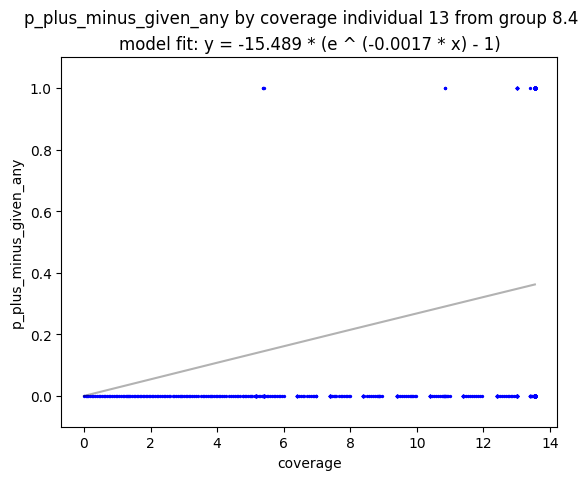 p_plus_minus_given_any by coverage individual 13 from group 8.4
model fit: y = -15.489 * (e ^ (-0.0017 * x) - 1)
1.0
0.8
0.6
0.4
0.2
0.0
p_plus_minus_given_any
0 2 4 6 8 10 12 14
coverage